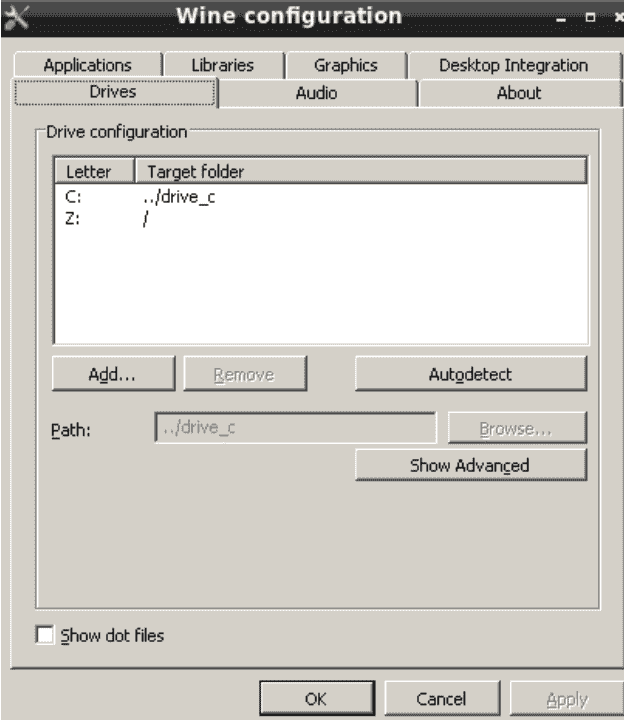 Wine configuration
Applications Libraries Graphics Desktop Integration
Drives Audio About
Drive configuration
Letter Target folder
C: ../drive_c
Z: /
Add... Remove Autodetect
Path: ../drive_c Browse...
Show Advanced
Show dot files
OK Cancel Apply